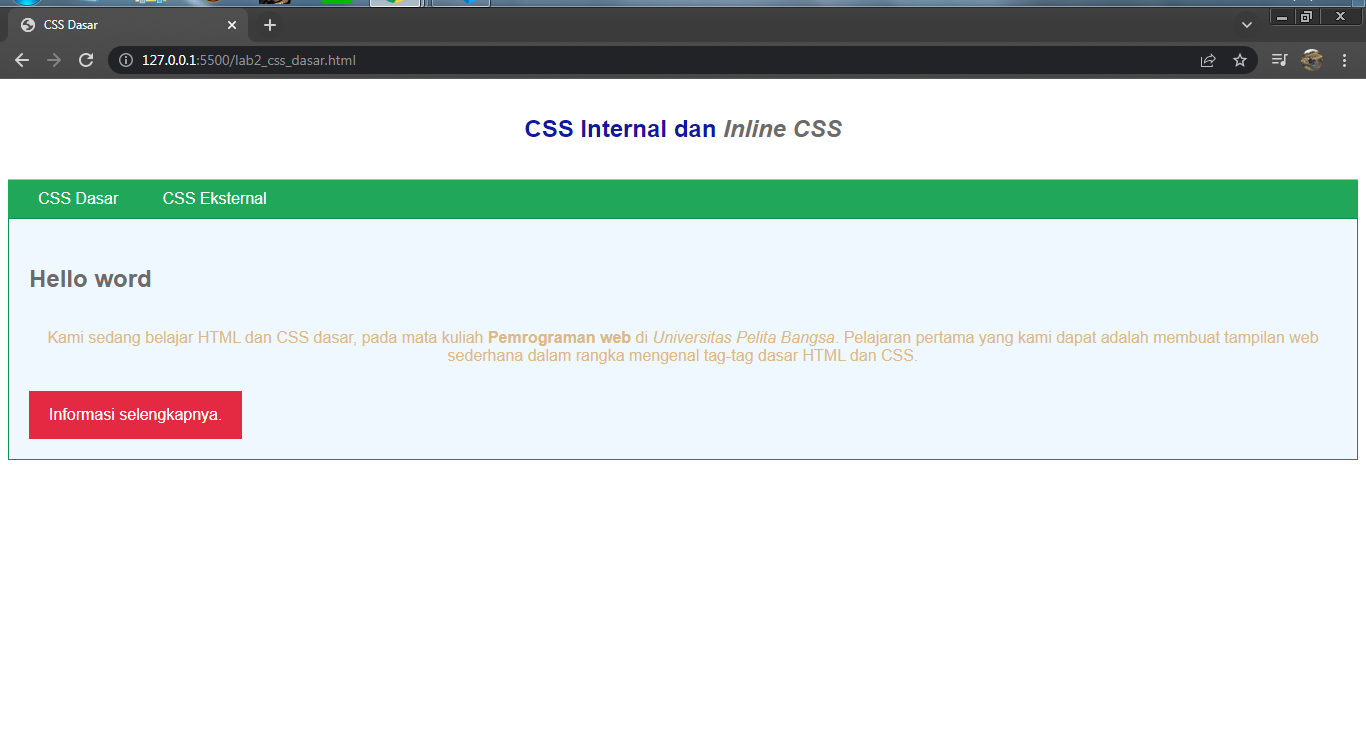 CSS Dasar
127.0.0.1:5500/lab2_css_dasar.html
CSS Internal dan Inline CSS
CSS Dasar CSS Eksternal
Hello word
Kami sedang belajar HTML dan CSS dasar, pada mata kuliah Pemrograman web di Universitas Pelita Bangsa. Pelajaran pertama yang kami dapat adalah membuat tampilan web
sederhana dalam rangka mengenal tag-tag dasar HTML dan CSS.
Informasi selengkapnya.